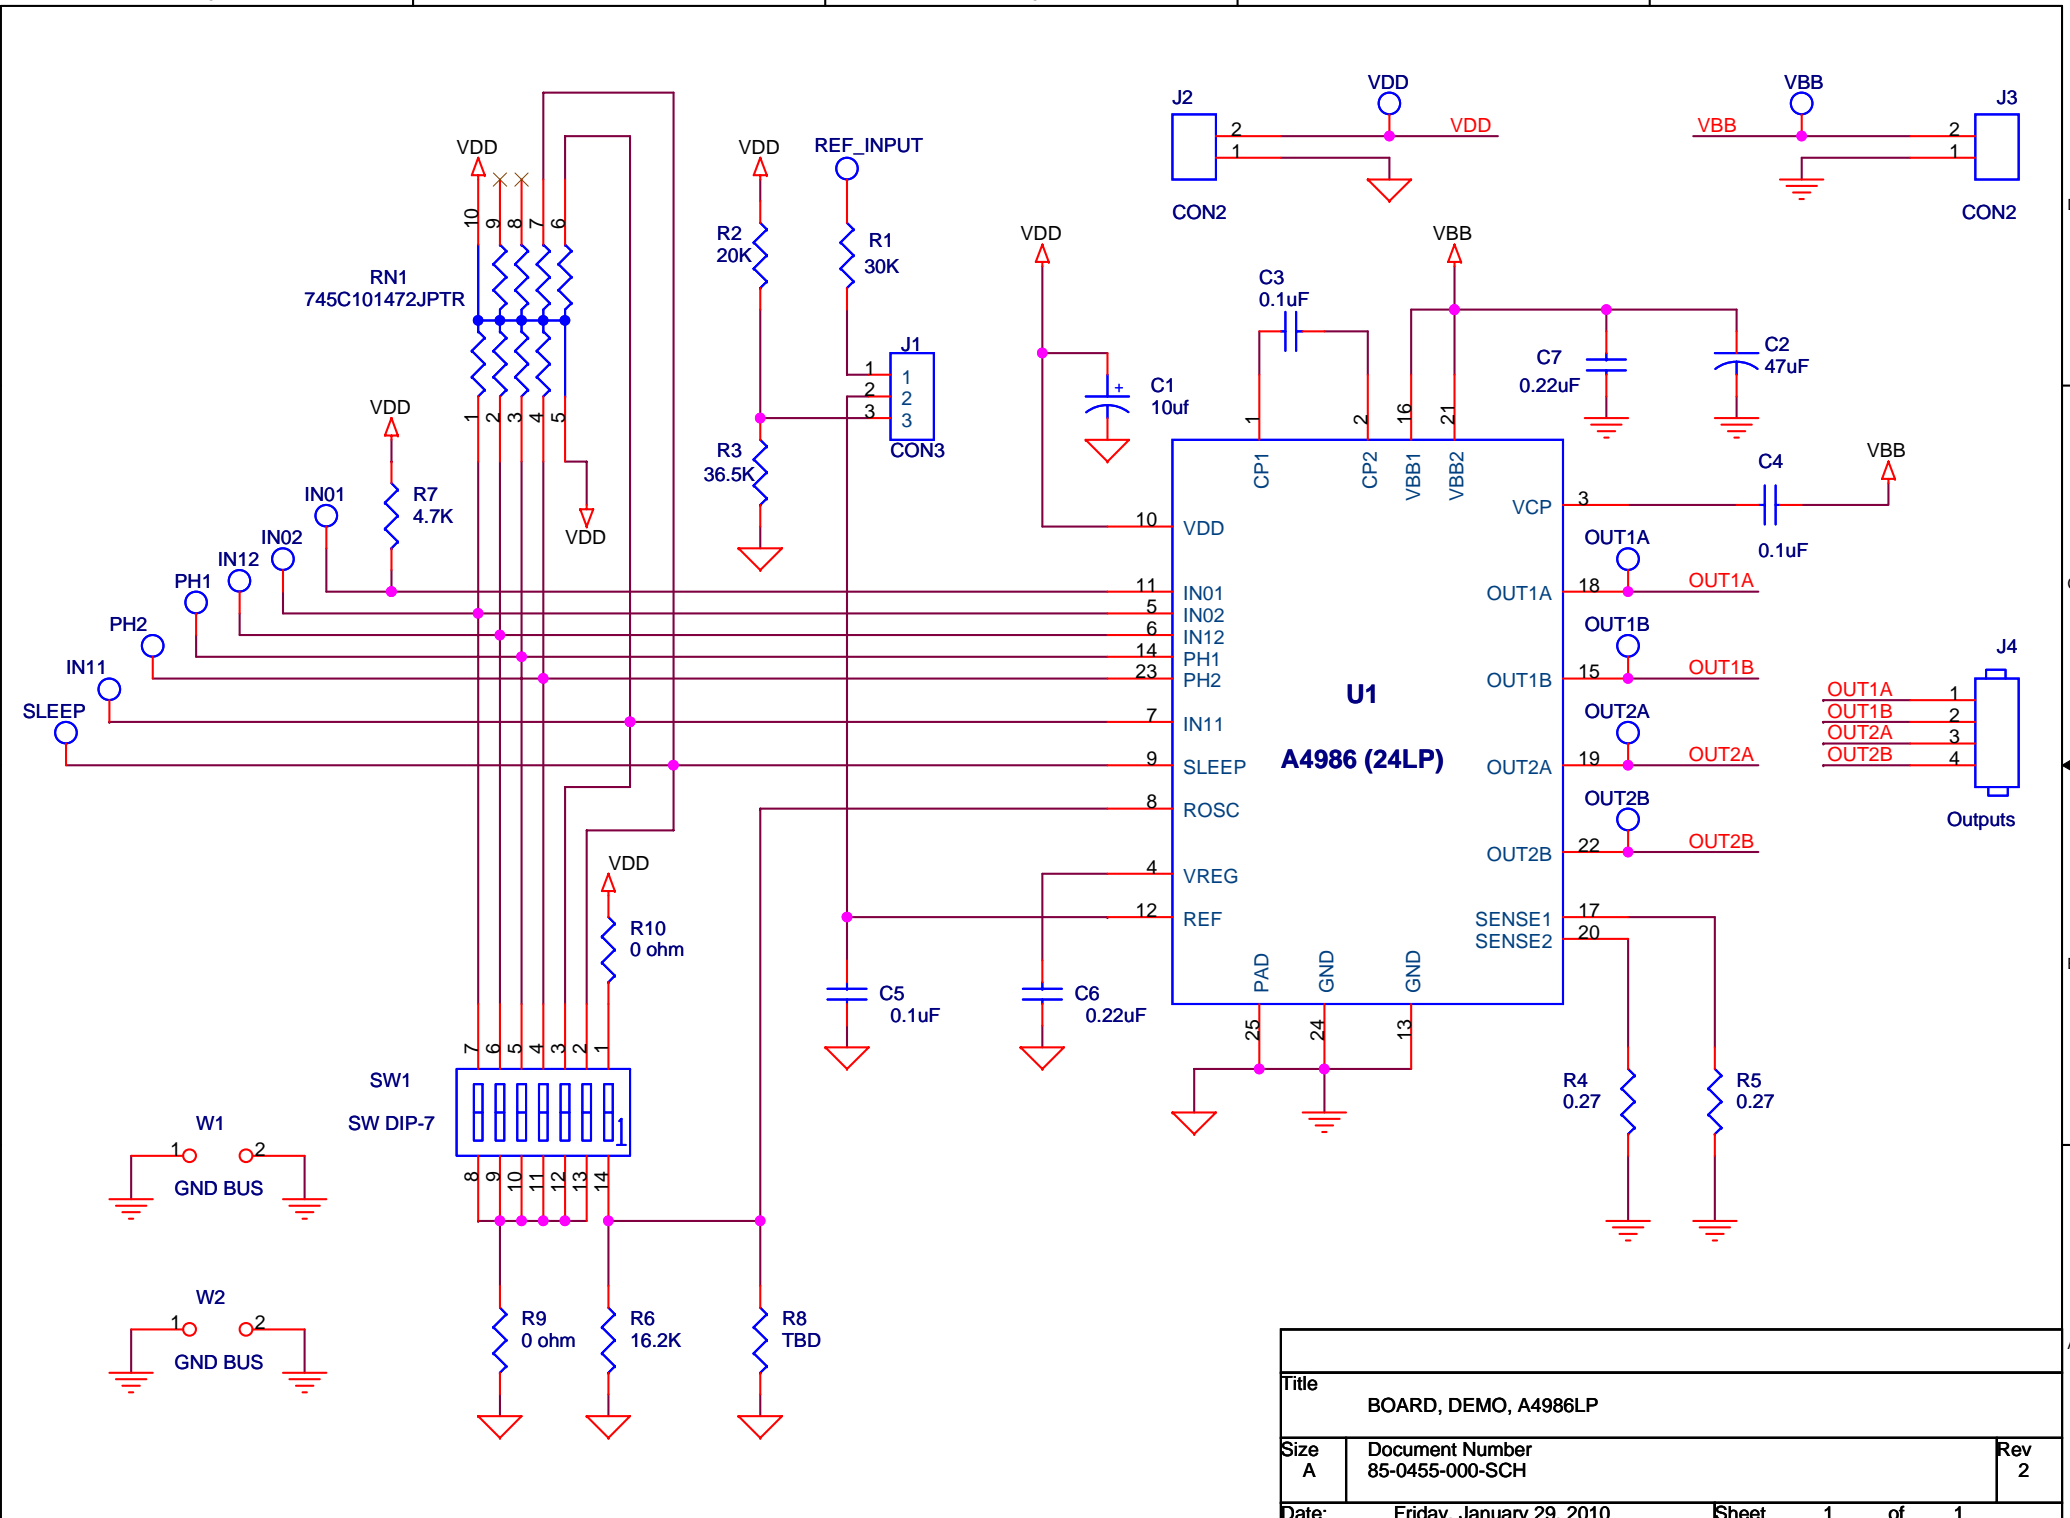 VDD
VBB
J2
J3
2
VDD
VBB
2
1
1
CON2
CON2
VDD
VDD
REF_INPUT
10
9
8
7
6
R2
20K
R1
30K
VDD
VBB
RN1
745C101472JPTR
C3
0.1uF
J1
1
1
2
2
3
3
CON3
C7
0.22uF
C2
47uF
+
C1
10uf
VDD
1
2
3
4
5
1
2
16
21
R3
36.5K
CP1
CP2
VBB1
VBB2
C4
VBB
0.1uF
VDD
IN01
R7
4.7K
IN02
IN12
PH1
PH2
IN11
SLEEP
10
VDD
3
VCP
11
IN01
5
IN02
6
IN12
14
PH1
23
PH2
7
IN11
9
SLEEP
8
ROSC
4
VREG
12
REF
U1
A4986 (24LP)
OUT1A
OUT1A
18
OUT1A
OUT1B
OUT1B
15
OUT1B
OUT2A
OUT2A
19
OUT2A
OUT2B
OUT2B
22
OUT2B
J4
OUT1A
1
OUT1B
2
OUT2A
3
OUT2B
4
Outputs
SENSE1
17
SENSE2
20
VDD
R10
0 ohm
PAD
GND
GND
25
24
13
C5
0.1uF
C6
0.22uF
R4
0.27
R5
0.27
7
6
5
4
3
2
1
SW1
SW DIP-7
1
8
9
10
11
12
13
14
W1
1
2
GND BUS
W2
1
2
GND BUS
R9
0 ohm
R6
16.2K
R8
TBD
Title
BOARD, DEMO, A4986LP
Size
A
Document Number
85-0455-000-SCH
Rev
2
Date:
Friday, January 29, 2010
Sheet 1 of 1